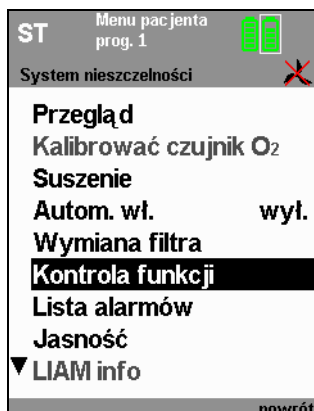 ST Menu pacjenta
prog. 1
System nieszczelności
Przegląd
Kalibrować czujnik O₂
Suszenie
Autom. wł. wył.
Wymiana filtra
Kontrola funkcji
Lista alarmów
Jasność
▼LIAM info
powrót